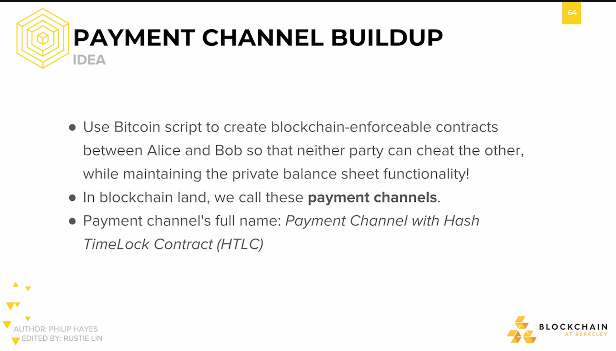 64
PAYMENT CHANNEL BUILDUP
IDEA
● Use Bitcoin script to create blockchain-enforceable contracts
between Alice and Bob so that neither party can cheat the other,
while maintaining the private balance sheet functionality!
● In blockchain land, we call these payment channels.
● Payment channel's full name: Payment Channel with Hash
TimeLock Contract (HTLC)
AUTHOR: PHILIP HAYES
EDITED BY: RUSTIE LIN
BLOCKCHAIN
AT BERKELEY